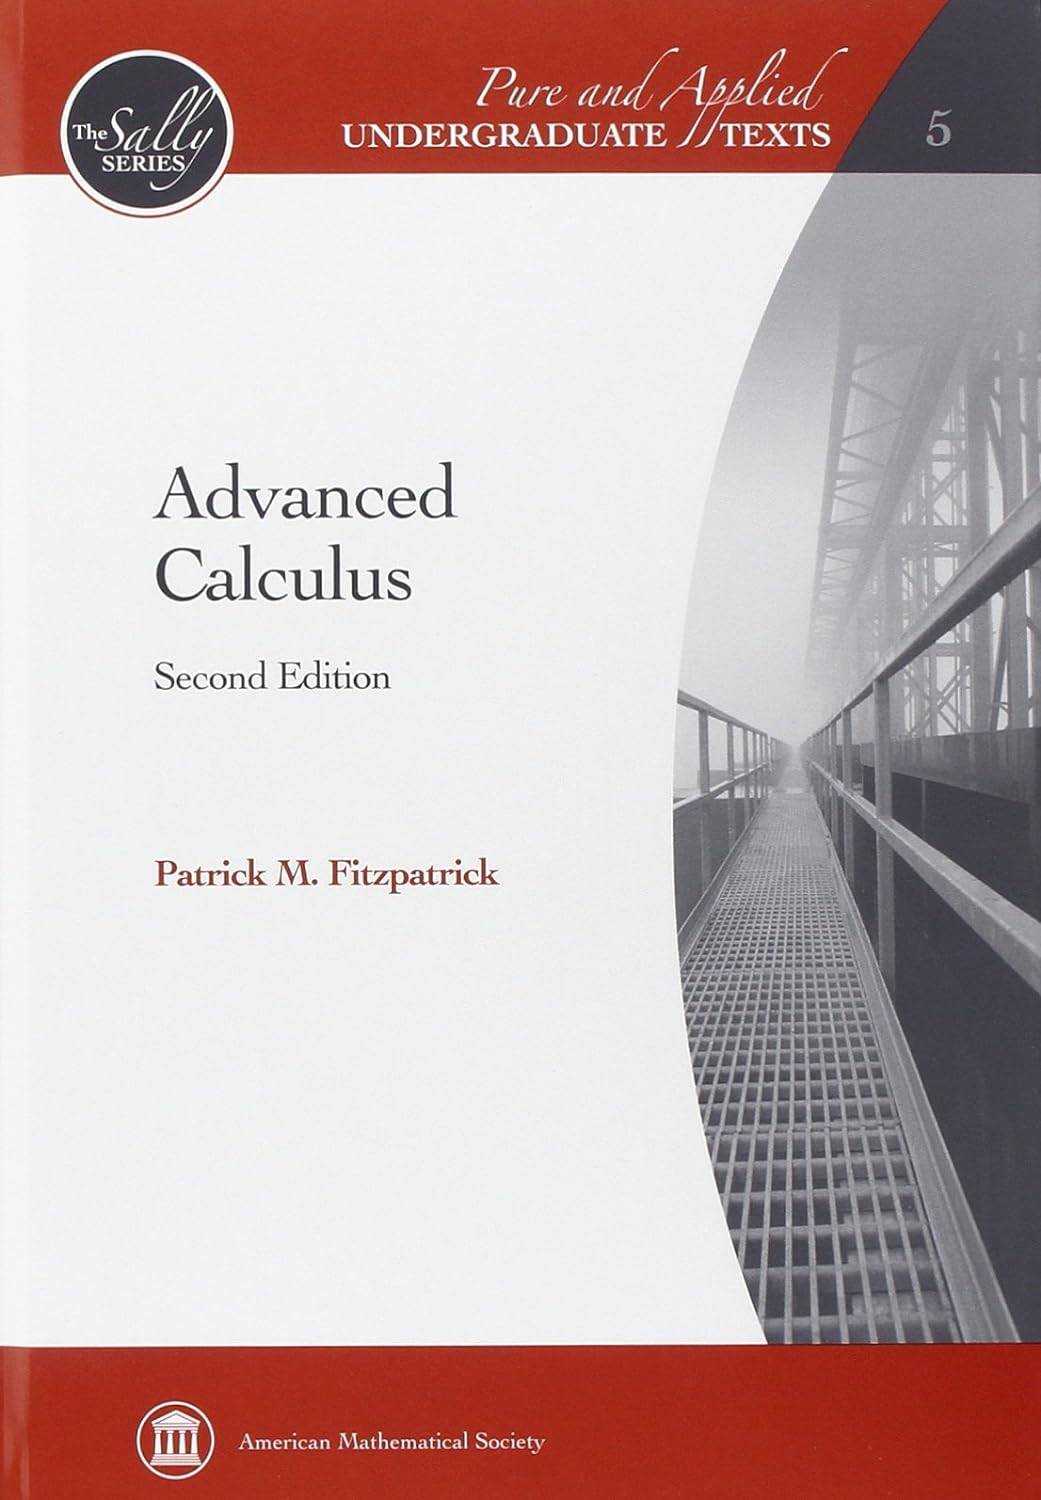 The Sally
SERIES
Pure and Applied
UNDERGRADUATE TEXTS
5
Advanced
Calculus
Second Edition
Patrick M. Fitzpatrick
American Mathematical Society